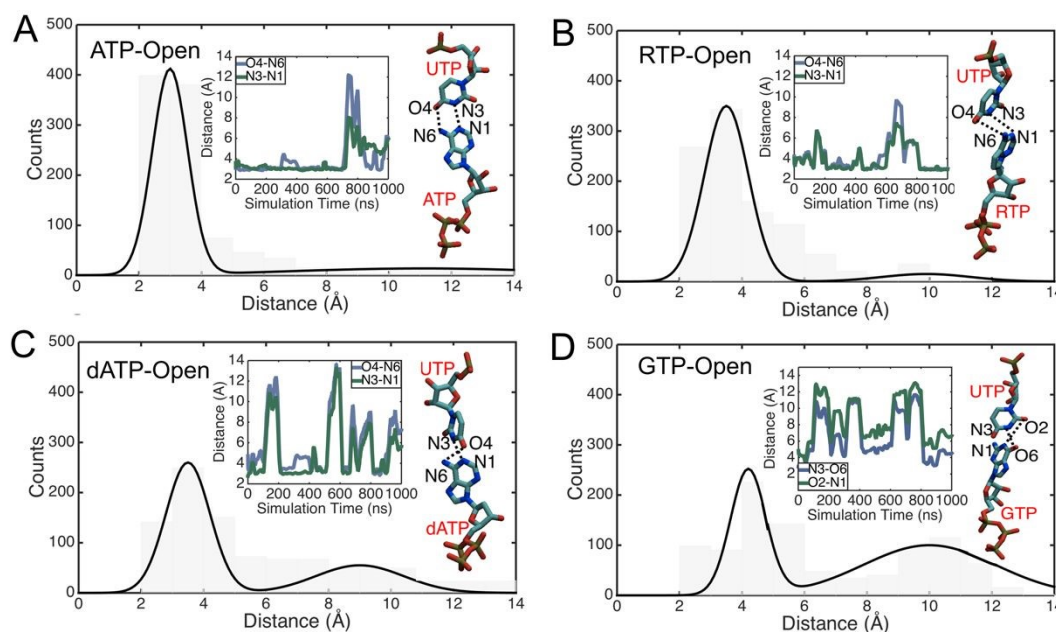 A
ATP-Open
500
400
300
200
100
0
Counts
0 2 4 6 8 10 12 14
Distance (Å)
O4-N6
N3-N1
14
12
10
8
6
4
2
Distance (Å)
0 200 400 600 800 1000
Simulation Time (ns)
UTP
O4
N3
N6
N1
ATP
B
RTP-Open
500
400
300
200
100
0
Counts
0 2 4 6 8 10 12 14
Distance (Å)
O4-N6
N3-N1
14
12
10
8
6
4
2
Distance (Å)
0 200 400 600 800 1000
Simulation Time (ns)
UTP
O4
N3
N6
N1
RTP
C
dATP-Open
500
400
300
200
100
0
Counts
0 2 4 6 8 10 12 14
Distance (Å)
O4-N6
N3-N1
14
12
10
8
6
4
2
Distance (A)
0 200 400 600 800 1000
Simulation Time (ns)
UTP
N3
O4
N6
N1
dATP
D
GTP-Open
500
400
300
200
100
0
Counts
0 2 4 6 8 10 12 14
Distance (Å)
N3-O6
O2-N1
14
12
10
8
6
4
2
Distance (A)
0 200 400 600 800 1000
Simulation Time (ns)
UTP
N3
O2
N1
O6
GTP